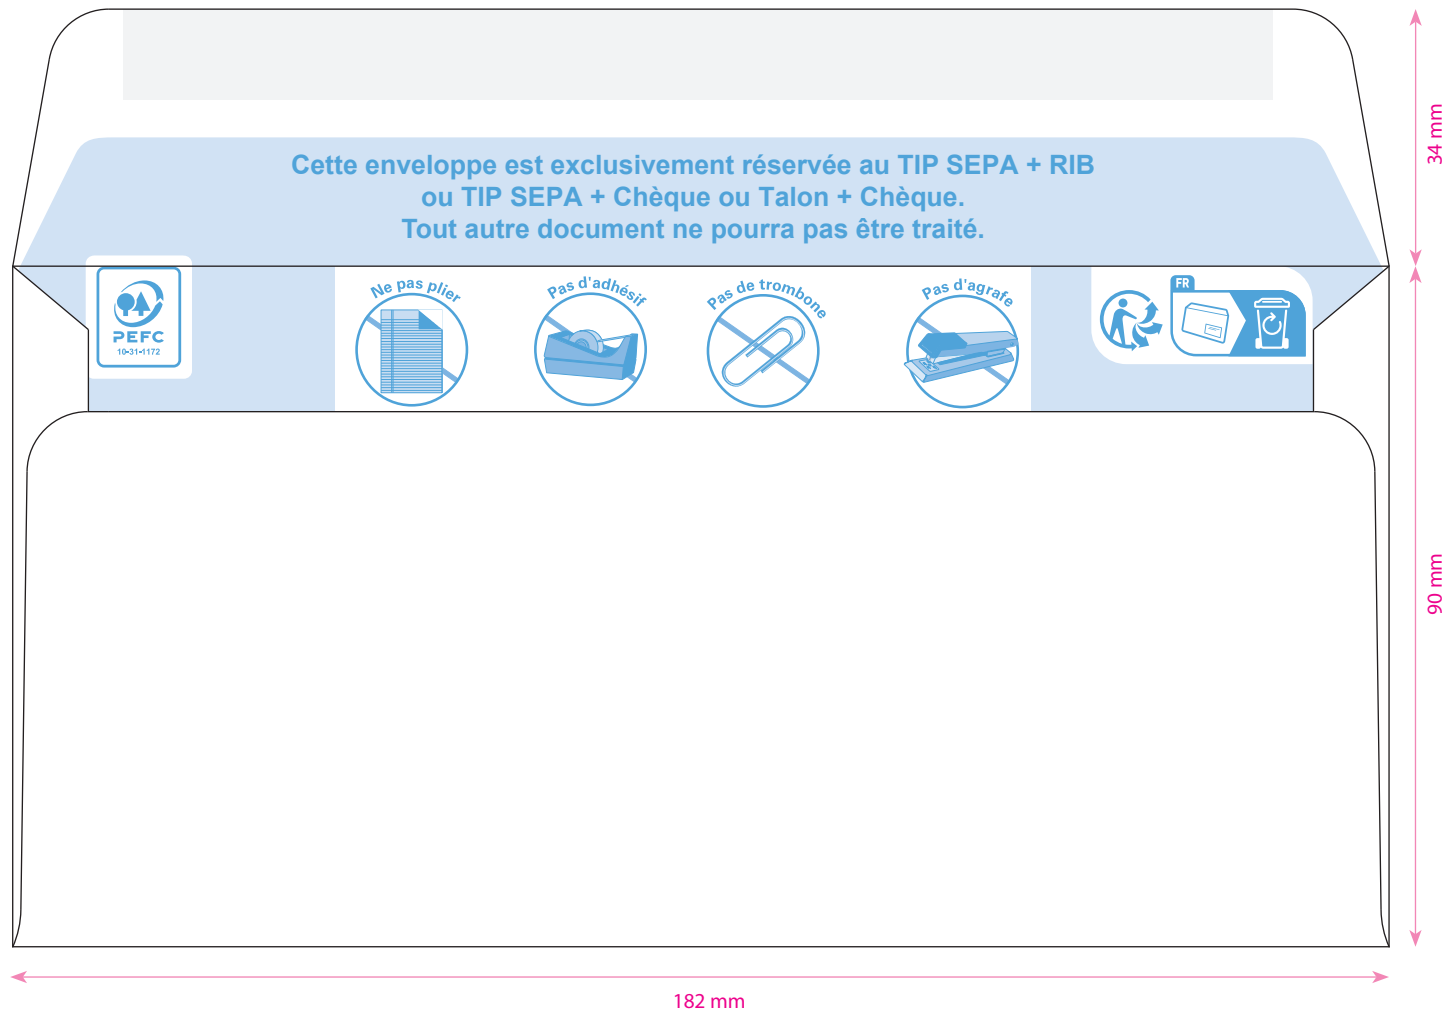 Cette enveloppe est exclusivement réservée au TIP SEPA + RIB
ou TIP SEPA + Chèque ou Talon + Chèque.
Tout autre document ne pourra pas être traité.
PEFC
10-31-1172
Ne pas plier
Pas d'adhésif
Pas de trombone
Pas d'agrafe
FR
34 mm
90 mm
182 mm